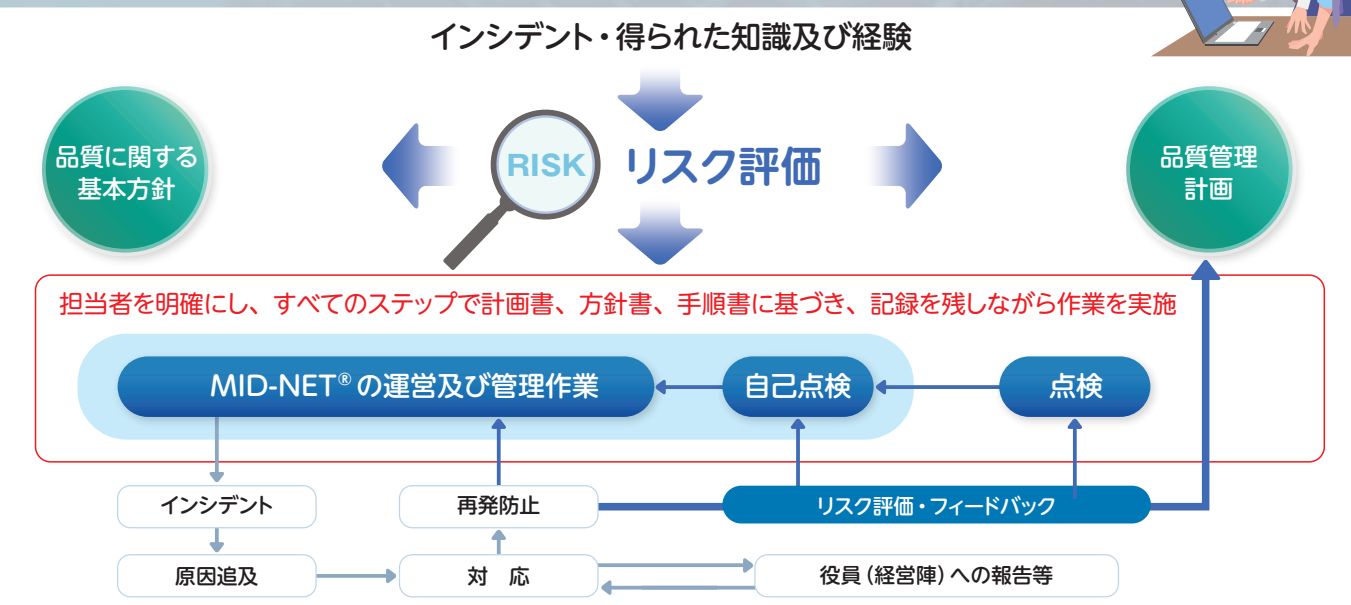 インシデント・得られた知識及び経験
品質に関する
基本方針
RISK
リスク評価
品質管理
計画
担当者を明確にし、すべてのステップで計画書、方針書、手順書に基づき、記録を残しながら作業を実施
MID-NET®の運営及び管理作業
自己点検
点検
インシデント
再発防止
リスク評価・フィードバック
原因追及
対　応
役員（経営陣）への報告等